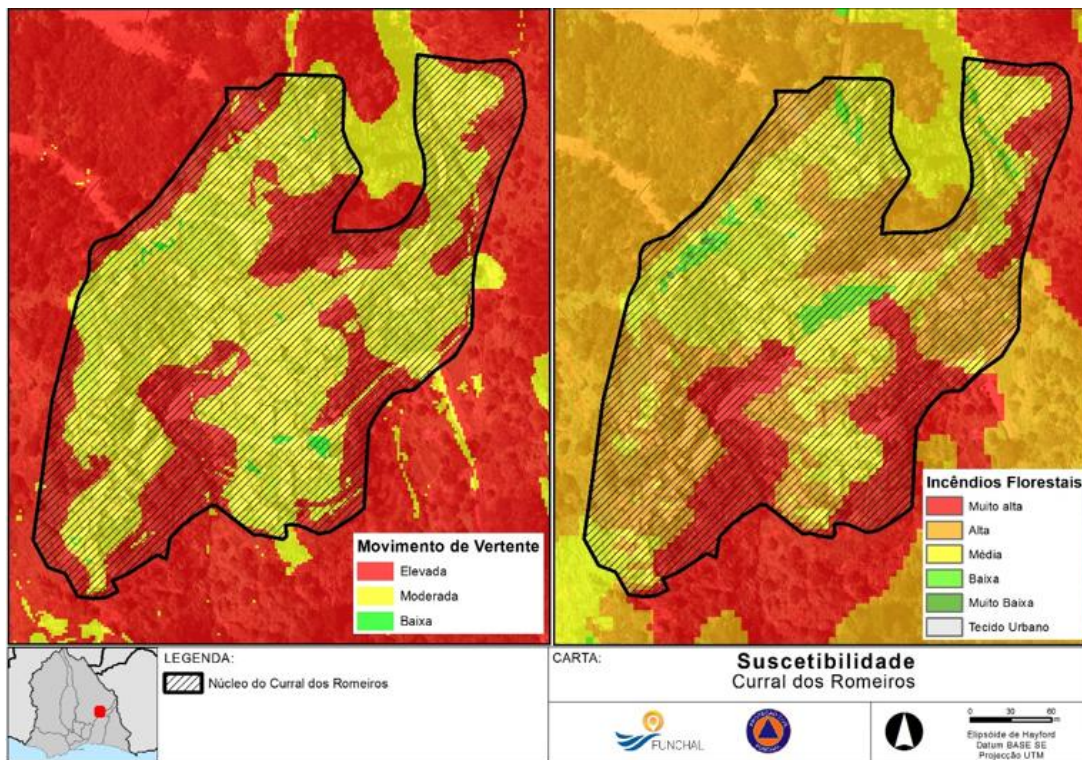 Movimento de Vertente
Elevada
Moderada
Baixa
Incêndios Florestais
Muito alta
Alta
Média
Baixa
Muito Baixa
Tecido Urbano
LEGENDA:
Núcleo do Curral dos Romeiros
CARTA:
Suscetibilidade
Curral dos Romeiros
FUNCHAL
FUNCHAL
0 30 60
m
Elipsóide de Hayford
Datum BASE SE
Projecção UTM